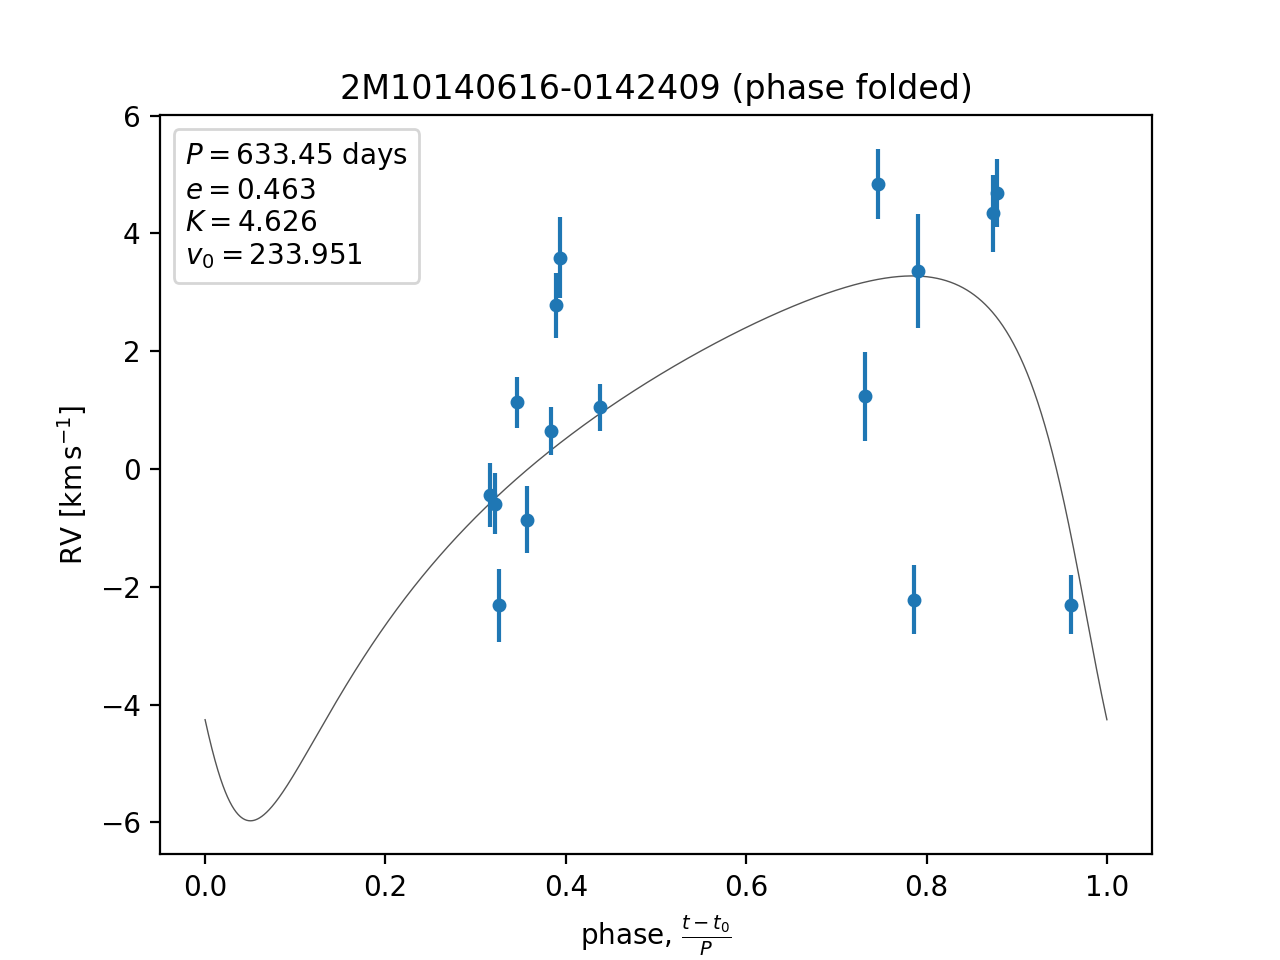 2M10140616-0142409 (phase folded)
P = 633.45 days
e = 0.463
K = 4.626
v₀ = 233.951
6
4
2
0
−2
−4
−6
RV [km s⁻¹]
0.0 0.2 0.4 0.6 0.8 1.0
phase, (t − t₀)/P